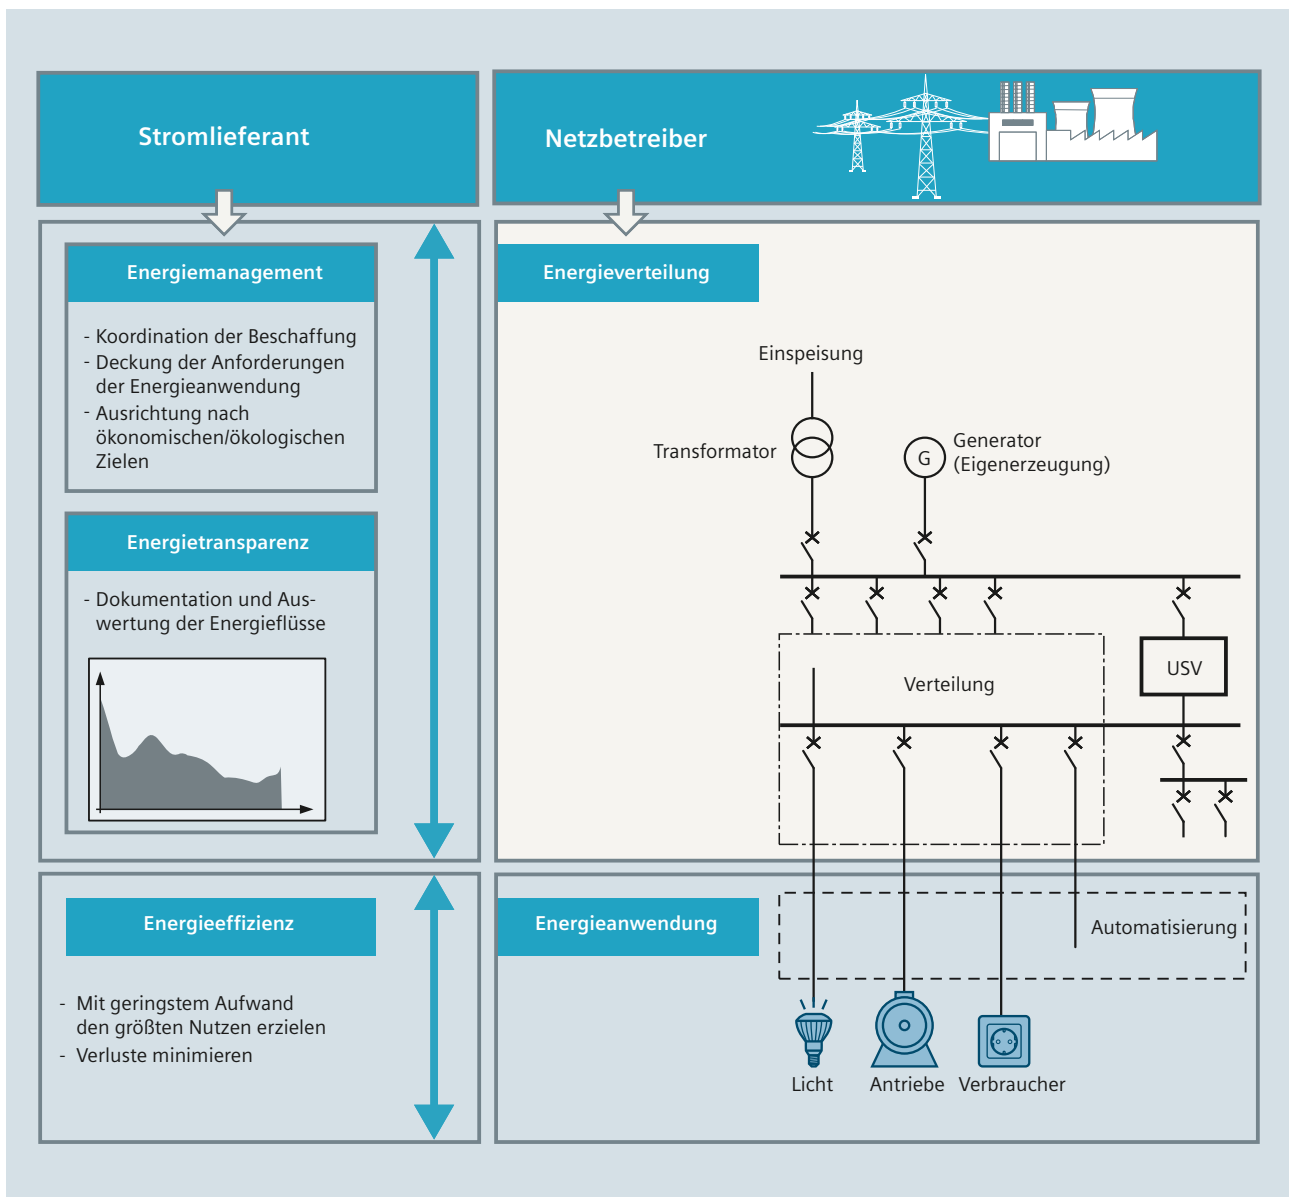 Stromlieferant
Netzbetreiber
Energiemanagement
- Koordination der Beschaffung
- Deckung der Anforderungen
der Energieanwendung
- Ausrichtung nach
ökonomischen/ökologischen
Zielen
Energietransparenz
- Dokumentation und Aus-
wertung der Energieflüsse
Energieverteilung
Einspeisung
Transformator
G
Generator
(Eigenerzeugung)
Verteilung
USV
Energieeffizienz
- Mit geringstem Aufwand
den größten Nutzen erzielen
- Verluste minimieren
Energieanwendung
Automatisierung
Licht
Antriebe
Verbraucher